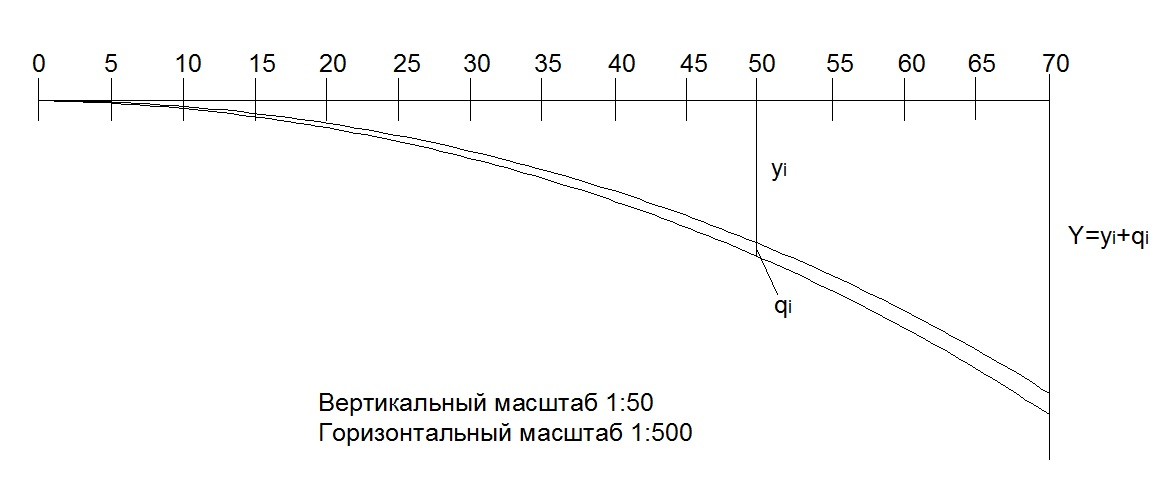 0 5 10 15 20 25 30 35 40 45 50 55 60 65 70
yi
Y=yi+qi
qi
Вертикальный масштаб 1:50
Горизонтальный масштаб 1:500